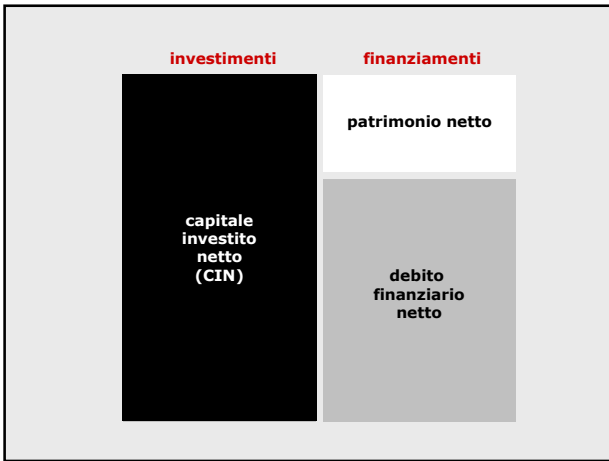 investimenti
finanziamenti
patrimonio netto
capitale
investito
netto
(CIN)
debito
finanziario
netto